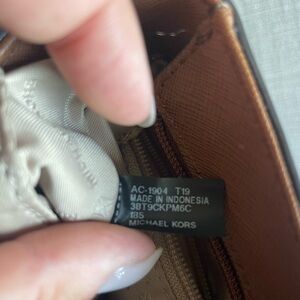 AC-1904 T19
MADE IN INDONESIA
38T9CKPM6C
185
MICHAEL KORS